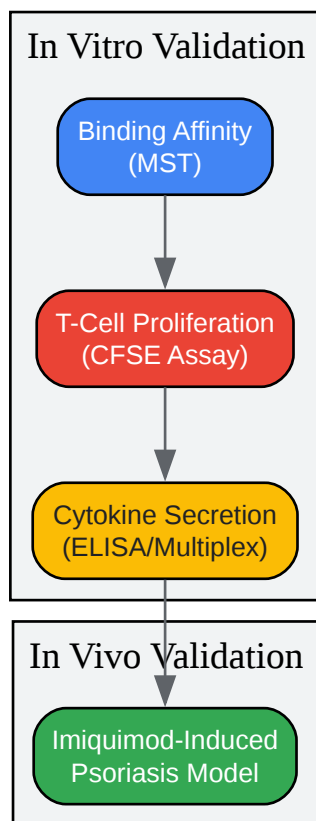 In Vitro Validation
Binding Affinity
(MST)
T-Cell Proliferation
(CFSE Assay)
Cytokine Secretion
(ELISA/Multiplex)
In Vivo Validation
Imiquimod-Induced
Psoriasis Model